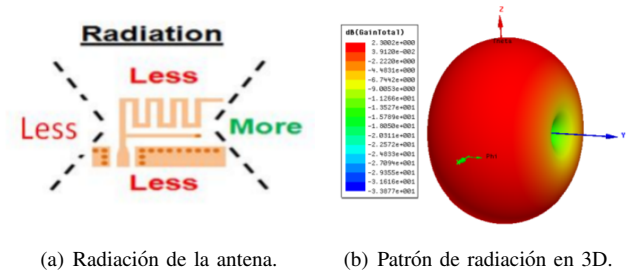 Radiation
Less
Less
More
Less
(a) Radiación de la antena.
dB(GainTotal)
2.3002e+000
3.9120e-002
-2.2220e+000
-4.4831e+000
-6.7442e+000
-9.0053e+000
-1.1266e+001
-1.3527e+001
-1.5789e+001
-1.8050e+001
-2.0311e+001
-2.2572e+001
-2.4833e+001
-2.7094e+001
-2.9355e+001
-3.1616e+001
-3.3877e+001
Z
Theta
Y
Phi
(b) Patrón de radiación en 3D.